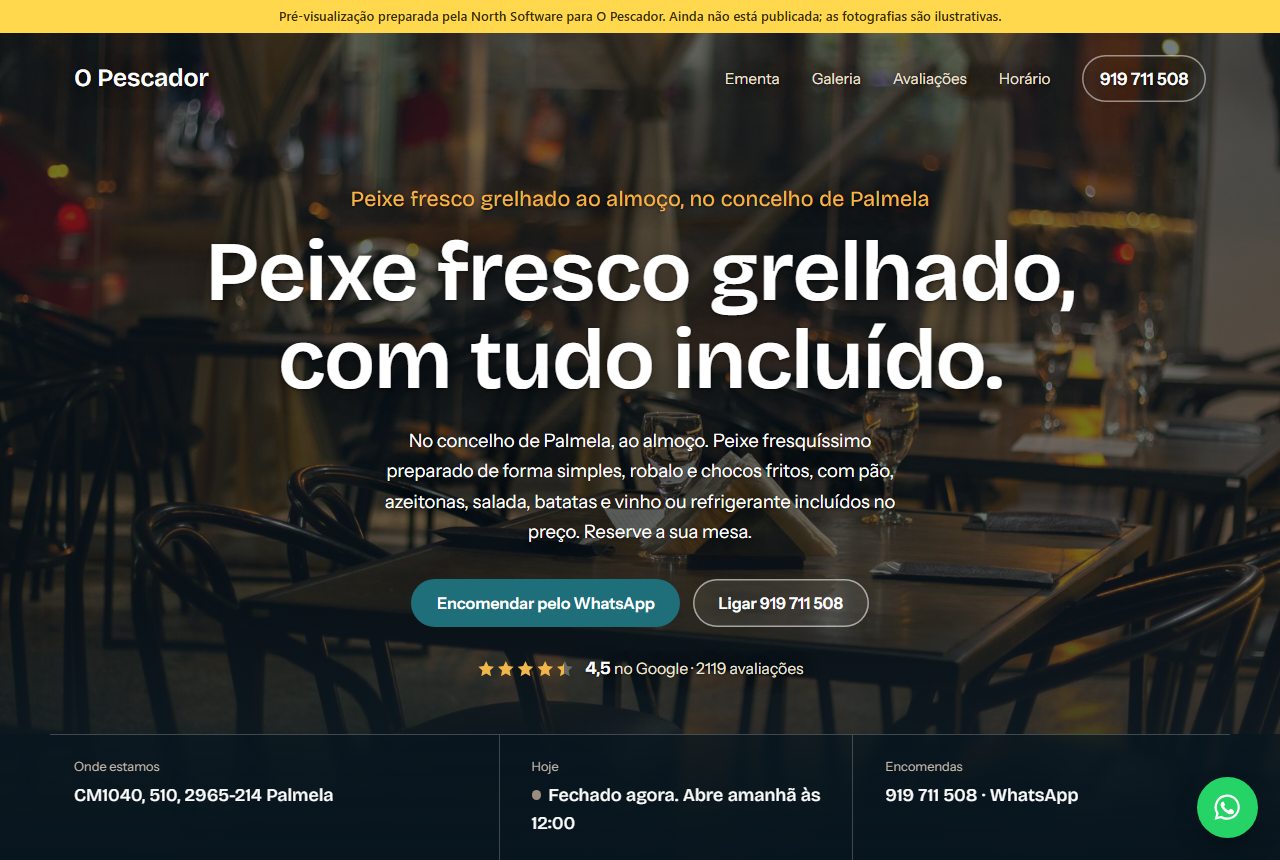 Pré-visualização preparada pela North Software para O Pescador. Ainda não está publicada; as fotografias são ilustrativas.
O Pescador
Ementa
Galeria
Avaliações
Horário
919 711 508
Peixe fresco grelhado ao almoço, no concelho de Palmela
Peixe fresco grelhado,
com tudo incluído.
No concelho de Palmela, ao almoço. Peixe fresquíssimo
preparado de forma simples, robalo e chocos fritos, com pão,
azeitonas, salada, batatas e vinho ou refrigerante incluídos no
preço. Reserve a sua mesa.
Encomendar pelo WhatsApp
Ligar 919 711 508
4,5 no Google · 2119 avaliações
Onde estamos
CM1040, 510, 2965-214 Palmela
Hoje
Fechado agora. Abre amanhã às
12:00
Encomendas
919 711 508 · WhatsApp